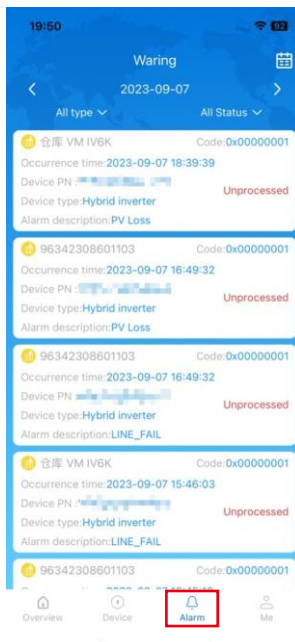 19:50
92
Waring
2023-09-07
All type
All Status
仓库 VM IV6K Code:0x00000001
Occurrence time:2023-09-07 18:39:39
Device PN :
Unprocessed
Device type:Hybrid inverter
Alarm description:PV Loss
96342308601103 Code:0x00000001
Occurrence time:2023-09-07 16:49:32
Device PN :
Unprocessed
Device type:Hybrid inverter
Alarm description:PV Loss
96342308601103 Code:0x00000001
Occurrence time:2023-09-07 16:49:32
Device PN
Unprocessed
Device type:Hybrid inverter
Alarm description:LINE_FAIL
仓库 VM IV6K Code:0x00000001
Occurrence time:2023-09-07 15:46:03
Device PN :
Unprocessed
Device type:Hybrid inverter
Alarm description:LINE_FAIL
96342308601103 Code:0x00000001
Overview Device Alarm Me